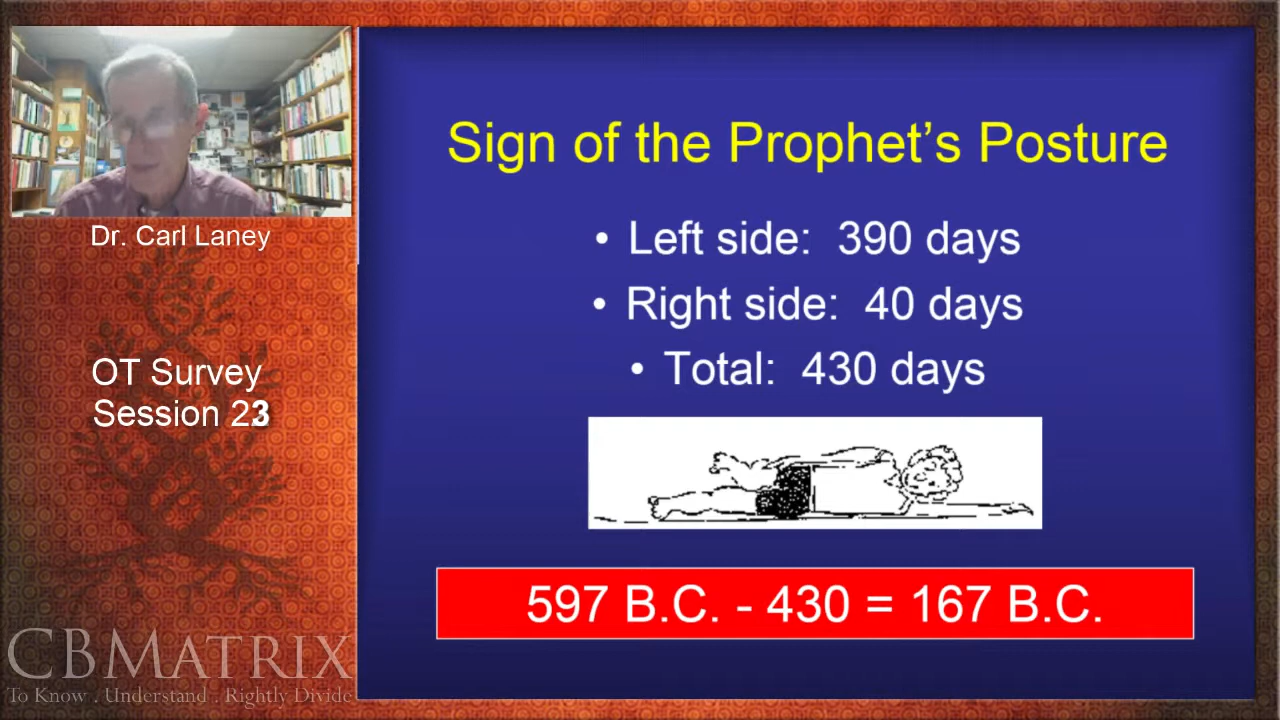 Sign of the Prophet's Posture
• Left side: 390 days
• Right side: 40 days
• Total: 430 days
597 B.C. - 430 = 167 B.C.
Dr. Carl Laney
OT Survey
Session 23
CBMATRIX
To Know . Understand . Rightly Divide